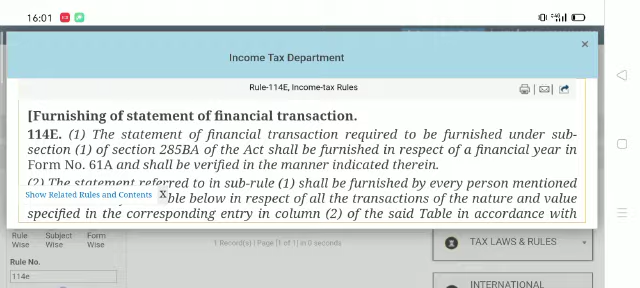 16:01
Income Tax Department
×
Rule-114E, Income-tax Rules
[Furnishing of statement of financial transaction.
114E. (1) The statement of financial transaction required to be furnished under sub-
section (1) of section 285BA of the Act shall be furnished in respect of a financial year in
Form No. 61A and shall be verified in the manner indicated therein.
(2) The statement referred to in sub-rule (1) shall be furnished by every person mentioned
Show Related Rules and Contents X ble below in respect of all the transactions of the nature and value
specified in the corresponding entry in column (2) of the said Table in accordance with
Rule Wise
Subject Wise
Form Wise
1 Record(s) | Page [1 of 1] in 0 seconds
TAX LAWS & RULES
Rule No.
114e
INTERNATIONAL